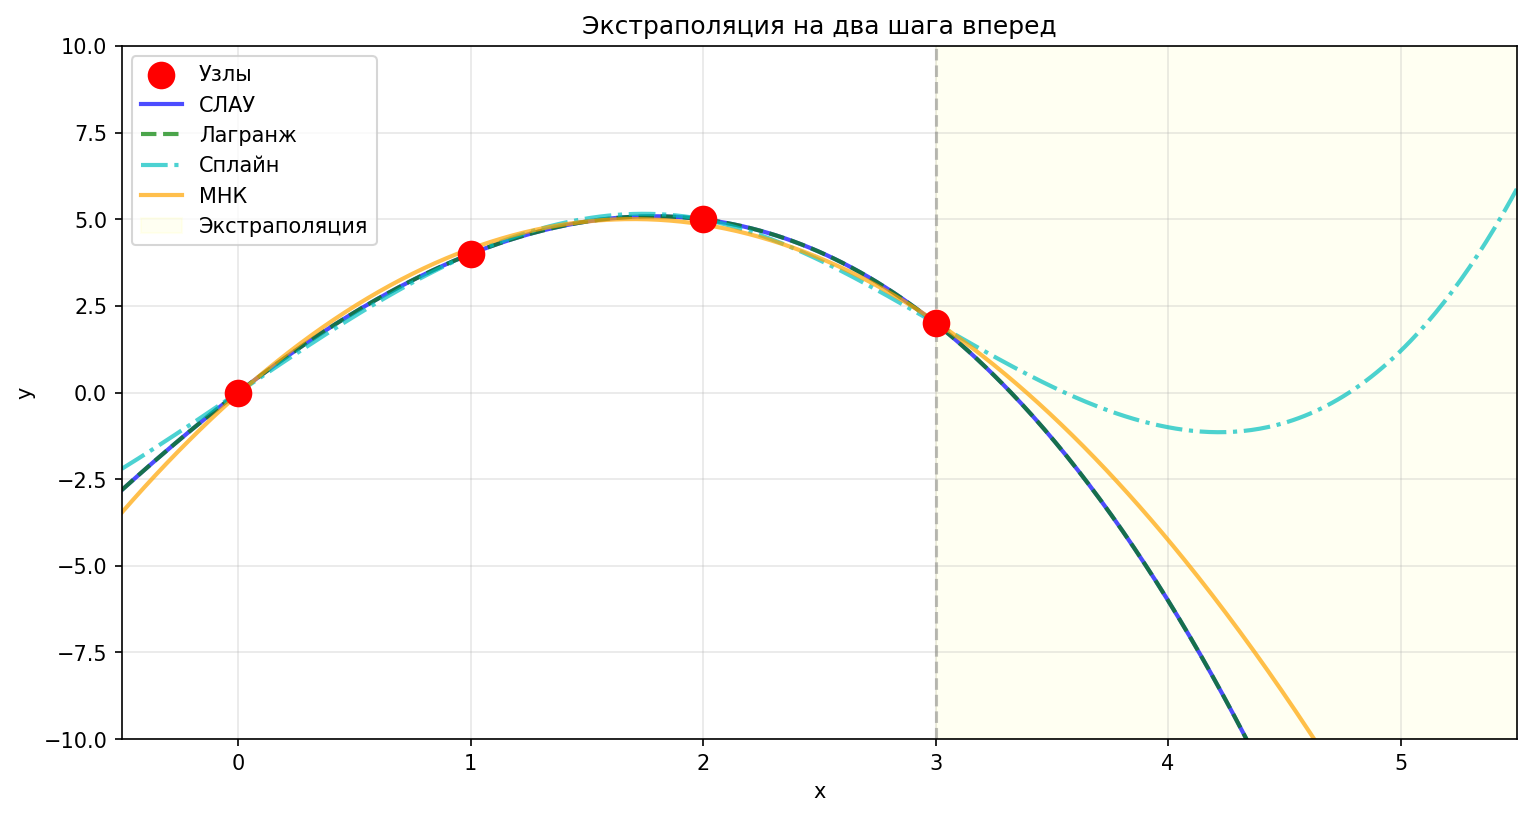 Экстраполяция на два шага вперед
10.0
7.5
5.0
2.5
0.0
−2.5
−5.0
−7.5
−10.0
y
Узлы
СЛАУ
Лагранж
Сплайн
МНК
Экстраполяция
0 1 2 3 4 5
x